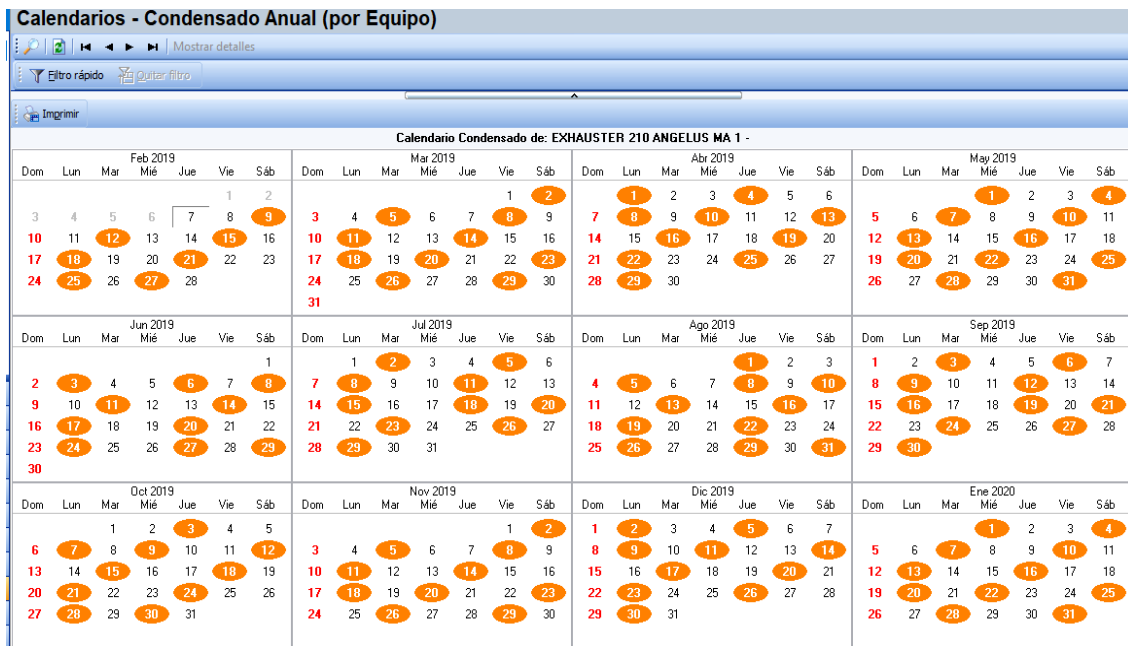 Calendarios - Condensado Anual (por Equipo)
Mostrar detalles
Filtro rápido Quitar filtro
Imprimir
Calendario Condensado de: EXHAUSTER 210 ANGELUS MA 1 -
Feb 2019
Dom Lun Mar Mié Jue Vie Sáb
1 2
3 4 5 6 7 8 9
10 11 12 13 14 15 16
17 18 19 20 21 22 23
24 25 26 27 28
Mar 2019
Dom Lun Mar Mié Jue Vie Sáb
1 2
3 4 5 6 7 8 9
10 11 12 13 14 15 16
17 18 19 20 21 22 23
24 25 26 27 28 29 30
31
Abr 2019
Dom Lun Mar Mié Jue Vie Sáb
1 2 3 4 5 6
7 8 9 10 11 12 13
14 15 16 17 18 19 20
21 22 23 24 25 26 27
28 29 30
May 2019
Dom Lun Mar Mié Jue Vie Sáb
1 2 3 4
5 6 7 8 9 10 11
12 13 14 15 16 17 18
19 20 21 22 23 24 25
26 27 28 29 30 31
Jun 2019
Dom Lun Mar Mié Jue Vie Sáb
1
2 3 4 5 6 7 8
9 10 11 12 13 14 15
16 17 18 19 20 21 22
23 24 25 26 27 28 29
30
Jul 2019
Dom Lun Mar Mié Jue Vie Sáb
1 2 3 4 5 6
7 8 9 10 11 12 13
14 15 16 17 18 19 20
21 22 23 24 25 26 27
28 29 30 31
Ago 2019
Dom Lun Mar Mié Jue Vie Sáb
1 2 3
4 5 6 7 8 9 10
11 12 13 14 15 16 17
18 19 20 21 22 23 24
25 26 27 28 29 30 31
Sep 2019
Dom Lun Mar Mié Jue Vie Sáb
1 2 3 4 5 6 7
8 9 10 11 12 13 14
15 16 17 18 19 20 21
22 23 24 25 26 27 28
29 30
Oct 2019
Dom Lun Mar Mié Jue Vie Sáb
1 2 3 4 5
6 7 8 9 10 11 12
13 14 15 16 17 18 19
20 21 22 23 24 25 26
27 28 29 30 31
Nov 2019
Dom Lun Mar Mié Jue Vie Sáb
1 2
3 4 5 6 7 8 9
10 11 12 13 14 15 16
17 18 19 20 21 22 23
24 25 26 27 28 29 30
Dic 2019
Dom Lun Mar Mié Jue Vie Sáb
1 2 3 4 5 6 7
8 9 10 11 12 13 14
15 16 17 18 19 20 21
22 23 24 25 26 27 28
29 30 31
Ene 2020
Dom Lun Mar Mié Jue Vie Sáb
1 2 3 4
5 6 7 8 9 10 11
12 13 14 15 16 17 18
19 20 21 22 23 24 25
26 27 28 29 30 31